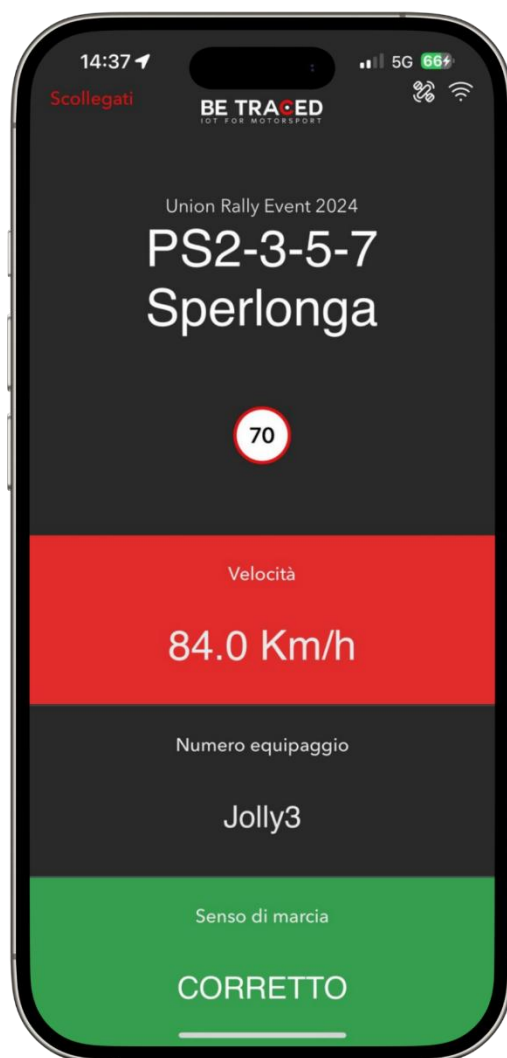 14:37
5G 66
Scollegati
BE TRACED
IOT FOR MOTORSPORT
Union Rally Event 2024
PS2-3-5-7
Sperlonga
70
Velocità
84.0 Km/h
Numero equipaggio
Jolly3
Senso di marcia
CORRETTO